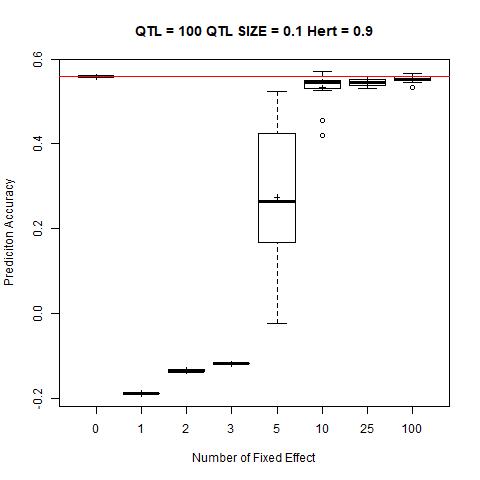 QTL = 100 QTL SIZE = 0.1 Hert = 0.9
Prediciton Accuracy
0.6
0.4
0.2
0.0
-0.2
0 1 2 3 5 10 25 100
Number of Fixed Effect